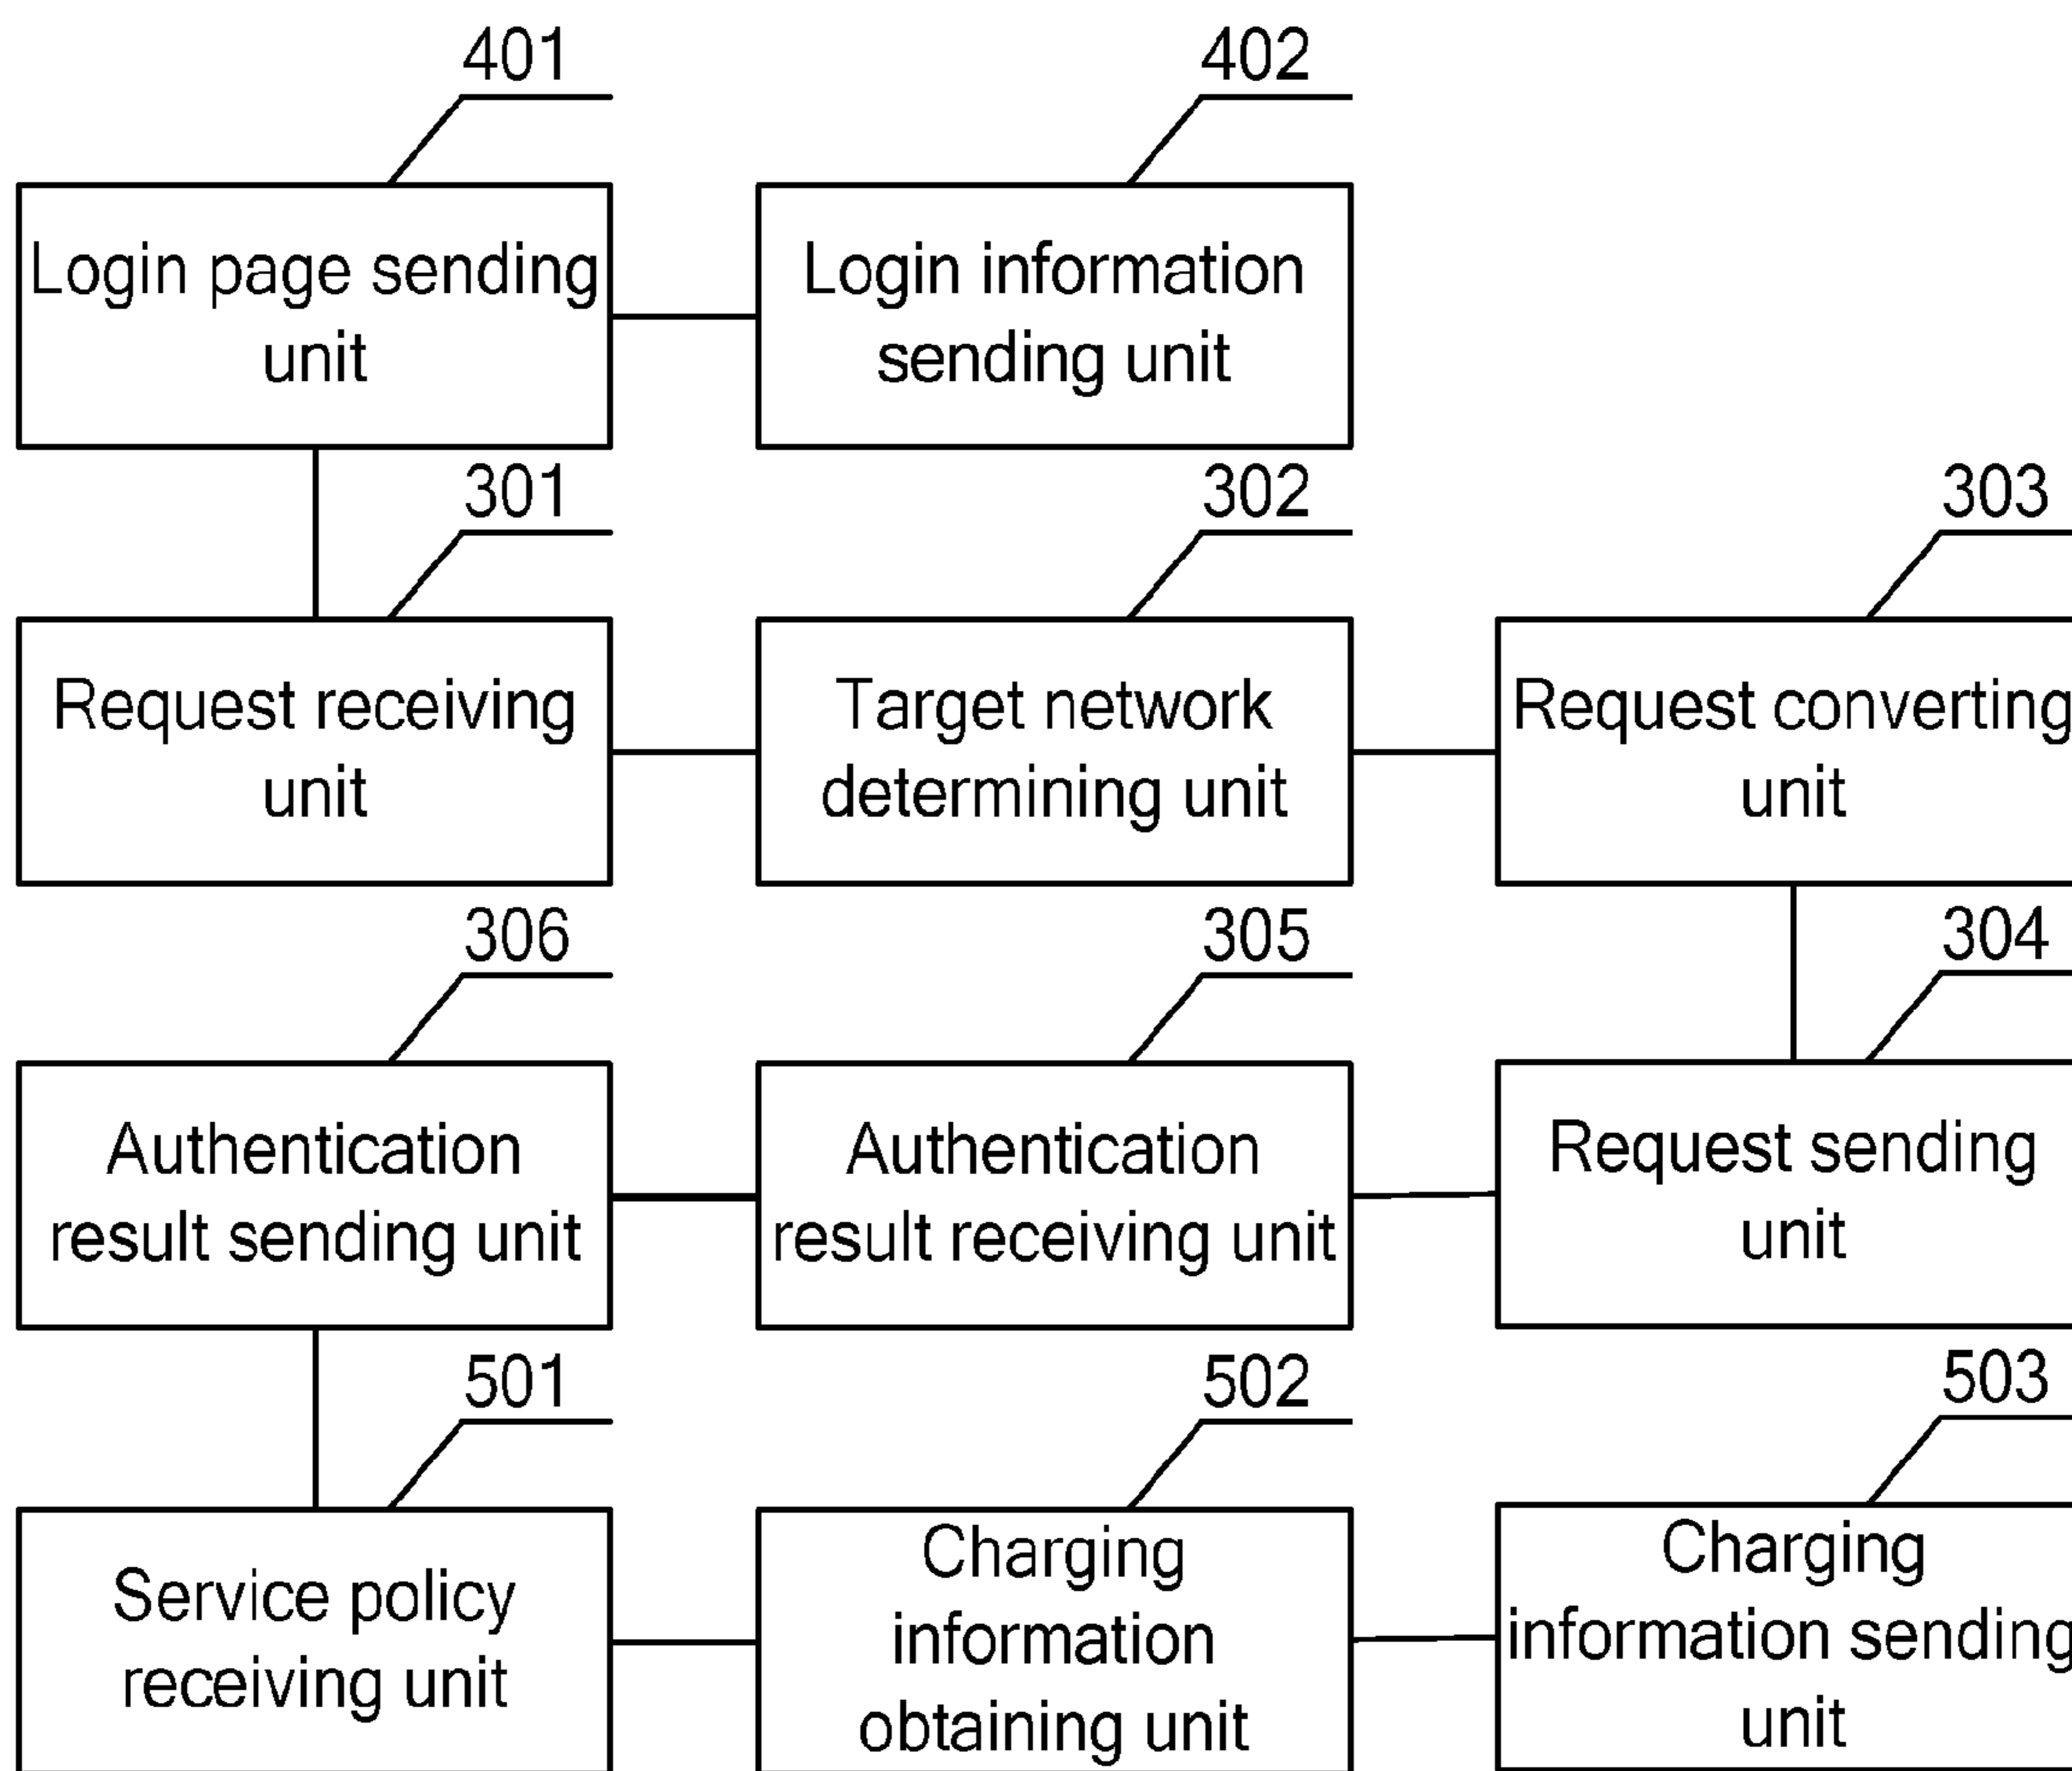 401
402
Login page sending
unit
Login information
sending unit
301
302
303
Request receiving
unit
Target network
determining unit
Request converting
unit
306
305
304
Authentication
result sending unit
Authentication
result receiving unit
Request sending
unit
501
502
503
Service policy
receiving unit
Charging
information
obtaining unit
Charging
information sending
unit